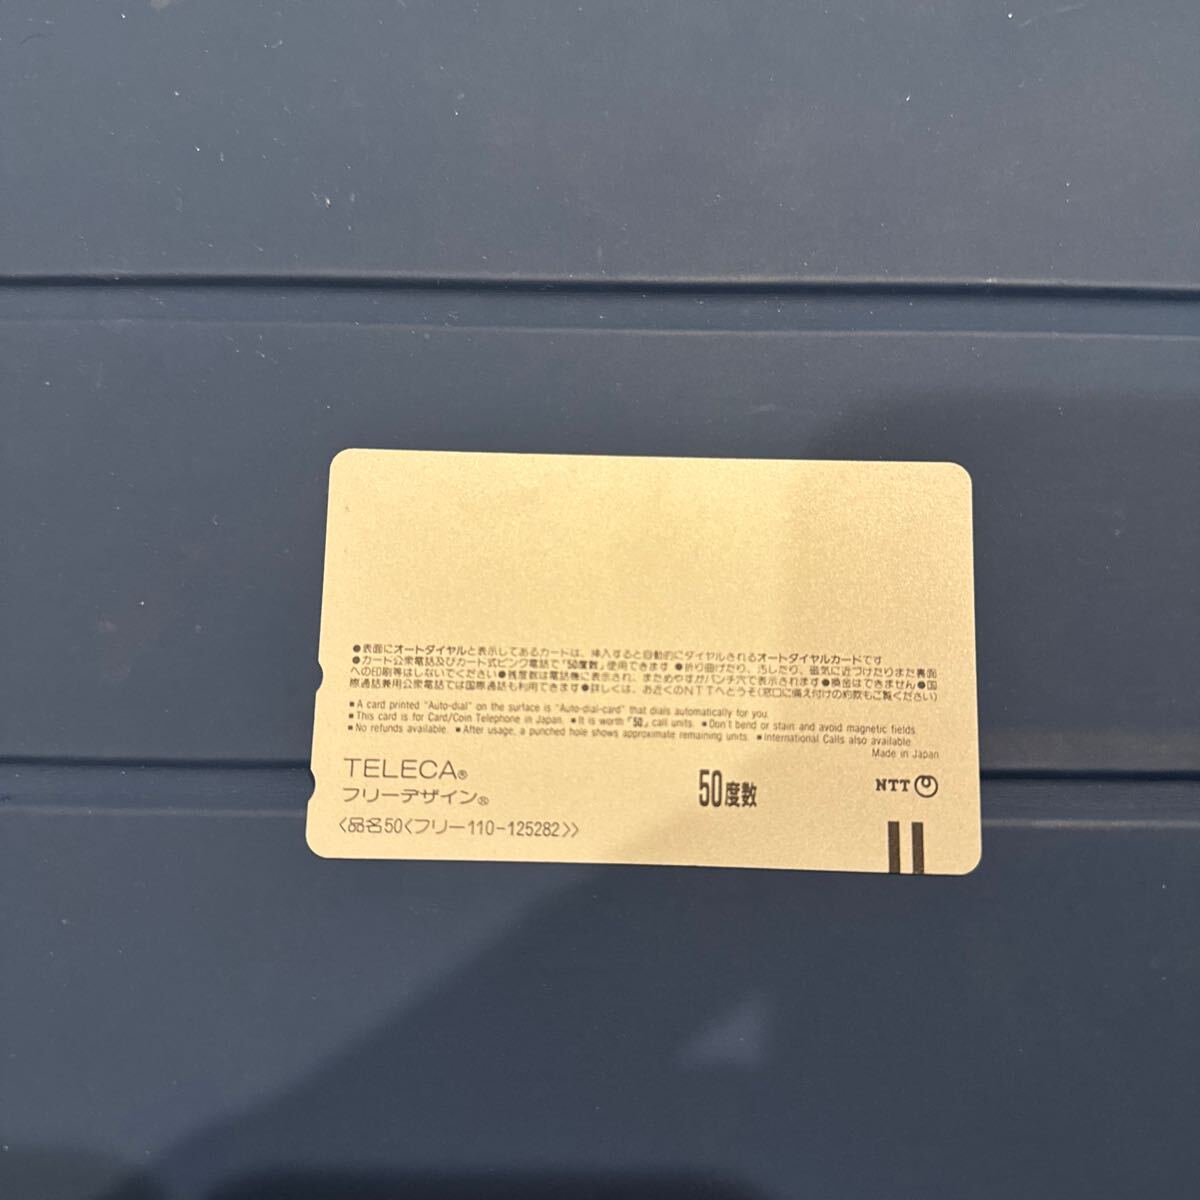 ●表面にオートダイヤルと表示してあるカードは、挿入すると自動的にダイヤルされるオートダイヤルカードです
●カード公衆電話及びカード式ピンク電話で「50度数」使用できます ●折り曲げたり、汚したり、磁気に近づけたりまた裏面
への印刷等はしないでください ●残度数は電話機に表示され、まためやすがパンチ穴で表示されます ●換金はできません ●国
際通話兼用公衆電話では国際通話も利用できます ●詳しくは、お近くのNTTへどうぞ(窓口に備え付けの約款もご覧ください)
■A card printed "Auto-dial" on the surface is "Auto-dial-card" that dials automatically for you.
■This card is for Card/Coin Telephone in Japan. ■It is worth「50」call units. ■Don't bend or stain and avoid magnetic fields.
■No refunds available. ■After usage, a punched hole shows approximate remaining units. ■International Calls also available.
Made in Japan
TELECA®
フリーデザイン®
50度数
NTT
〈品名50〈フリー110-125282〉〉